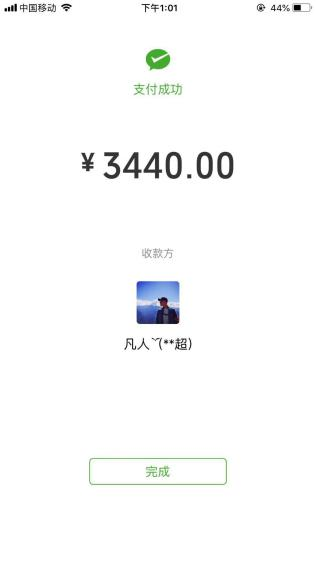 中国移动 下午1:01 44%
支付成功
¥ 3440.00
收款方
凡人༽(**超)
完成